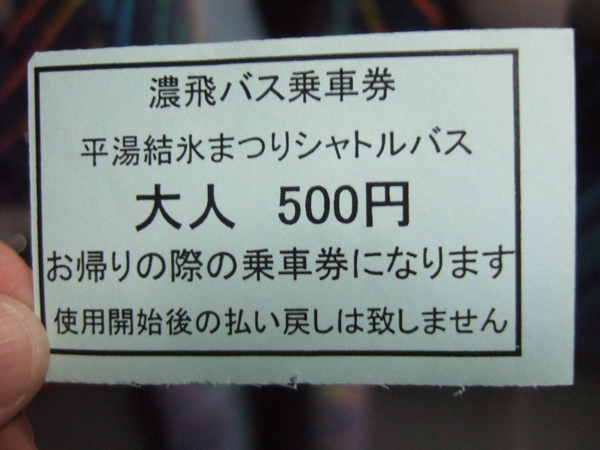 濃飛バス乗車券
平湯結氷まつりシャトルバス
大人 500円
お帰りの際の乗車券になります
使用開始後の払い戻しは致しません